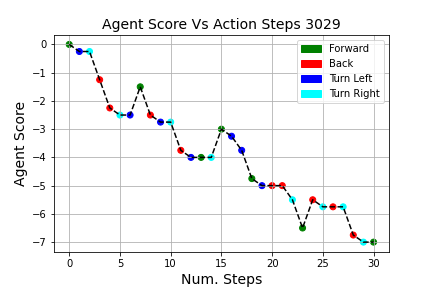 Agent Score Vs Action Steps 3029
Forward
Back
Turn Left
Turn Right
Agent Score
0
−1
−2
−3
−4
−5
−6
−7
0 5 10 15 20 25 30
Num. Steps